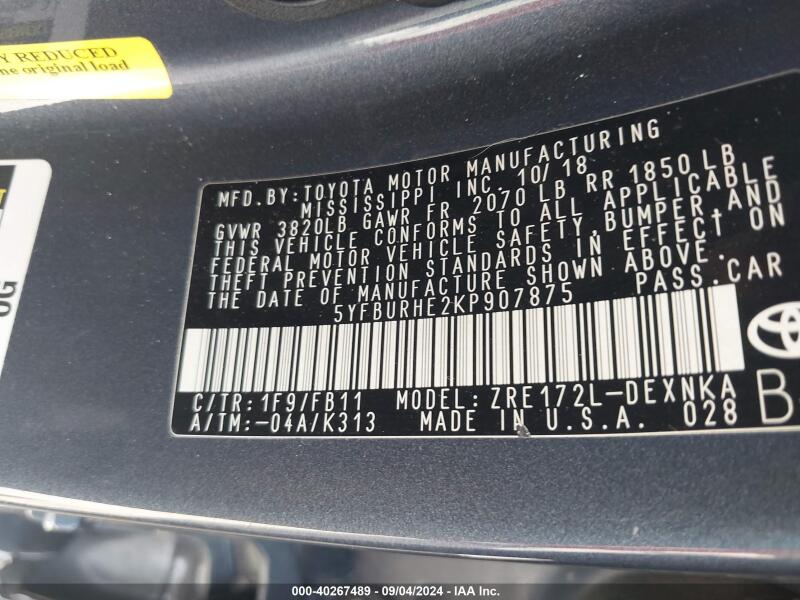 Y REDUCED
ne original load
OG
MFD.BY:TOYOTA MOTOR MANUFACTURING
MISSISSIPPI INC. 10/18
GVWR 3820LB GAWR FR 2070 LB RR 1850 LB
THIS VEHICLE CONFORMS TO ALL APPLICABLE
FEDERAL MOTOR VEHICLE SAFETY,BUMPER AND
THEFT PREVENTION STANDARDS IN EFFECT ON
THE DATE OF MANUFACTURE SHOWN ABOVE.
5YFBURHE2KP907875 PASS.CAR
C/TR:1F9/FB11 MODEL:ZRE172L-DEXNKA
A/TM:-04A/K313 MADE IN U.S.A. 028
B
000-40267489 - 09/04/2024 - IAA Inc.